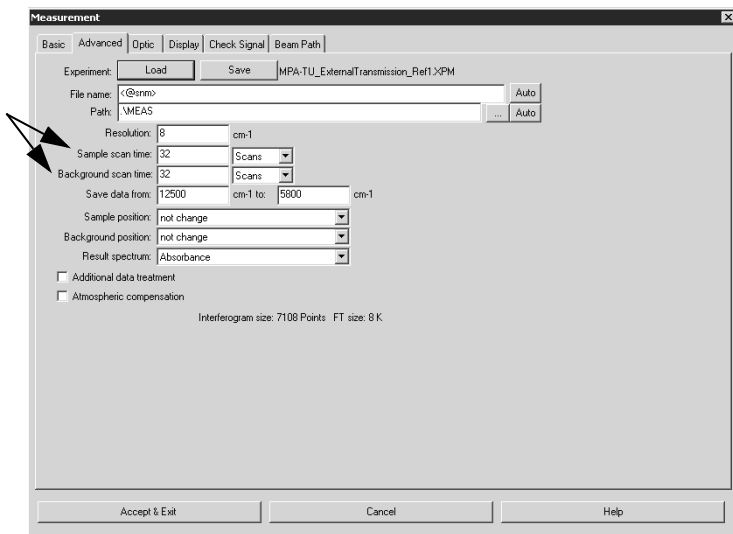 Measurement
Basic Advanced Optic Display Check Signal Beam Path
Experiment: Load Save MPA-TU_ExternalTransmission_Ref1.XPM
File name: <@snm> Auto
Path: .\MEAS ... Auto
Resolution: 8 cm-1
Sample scan time: 32 Scans
Background scan time: 32 Scans
Save data from: 12500 cm-1 to: 5800 cm-1
Sample position: not change
Background position: not change
Result spectrum: Absorbance
Additional data treatment
Atmospheric compensation
Interferogram size: 7108 Points FT size: 8 K
Accept & Exit Cancel Help